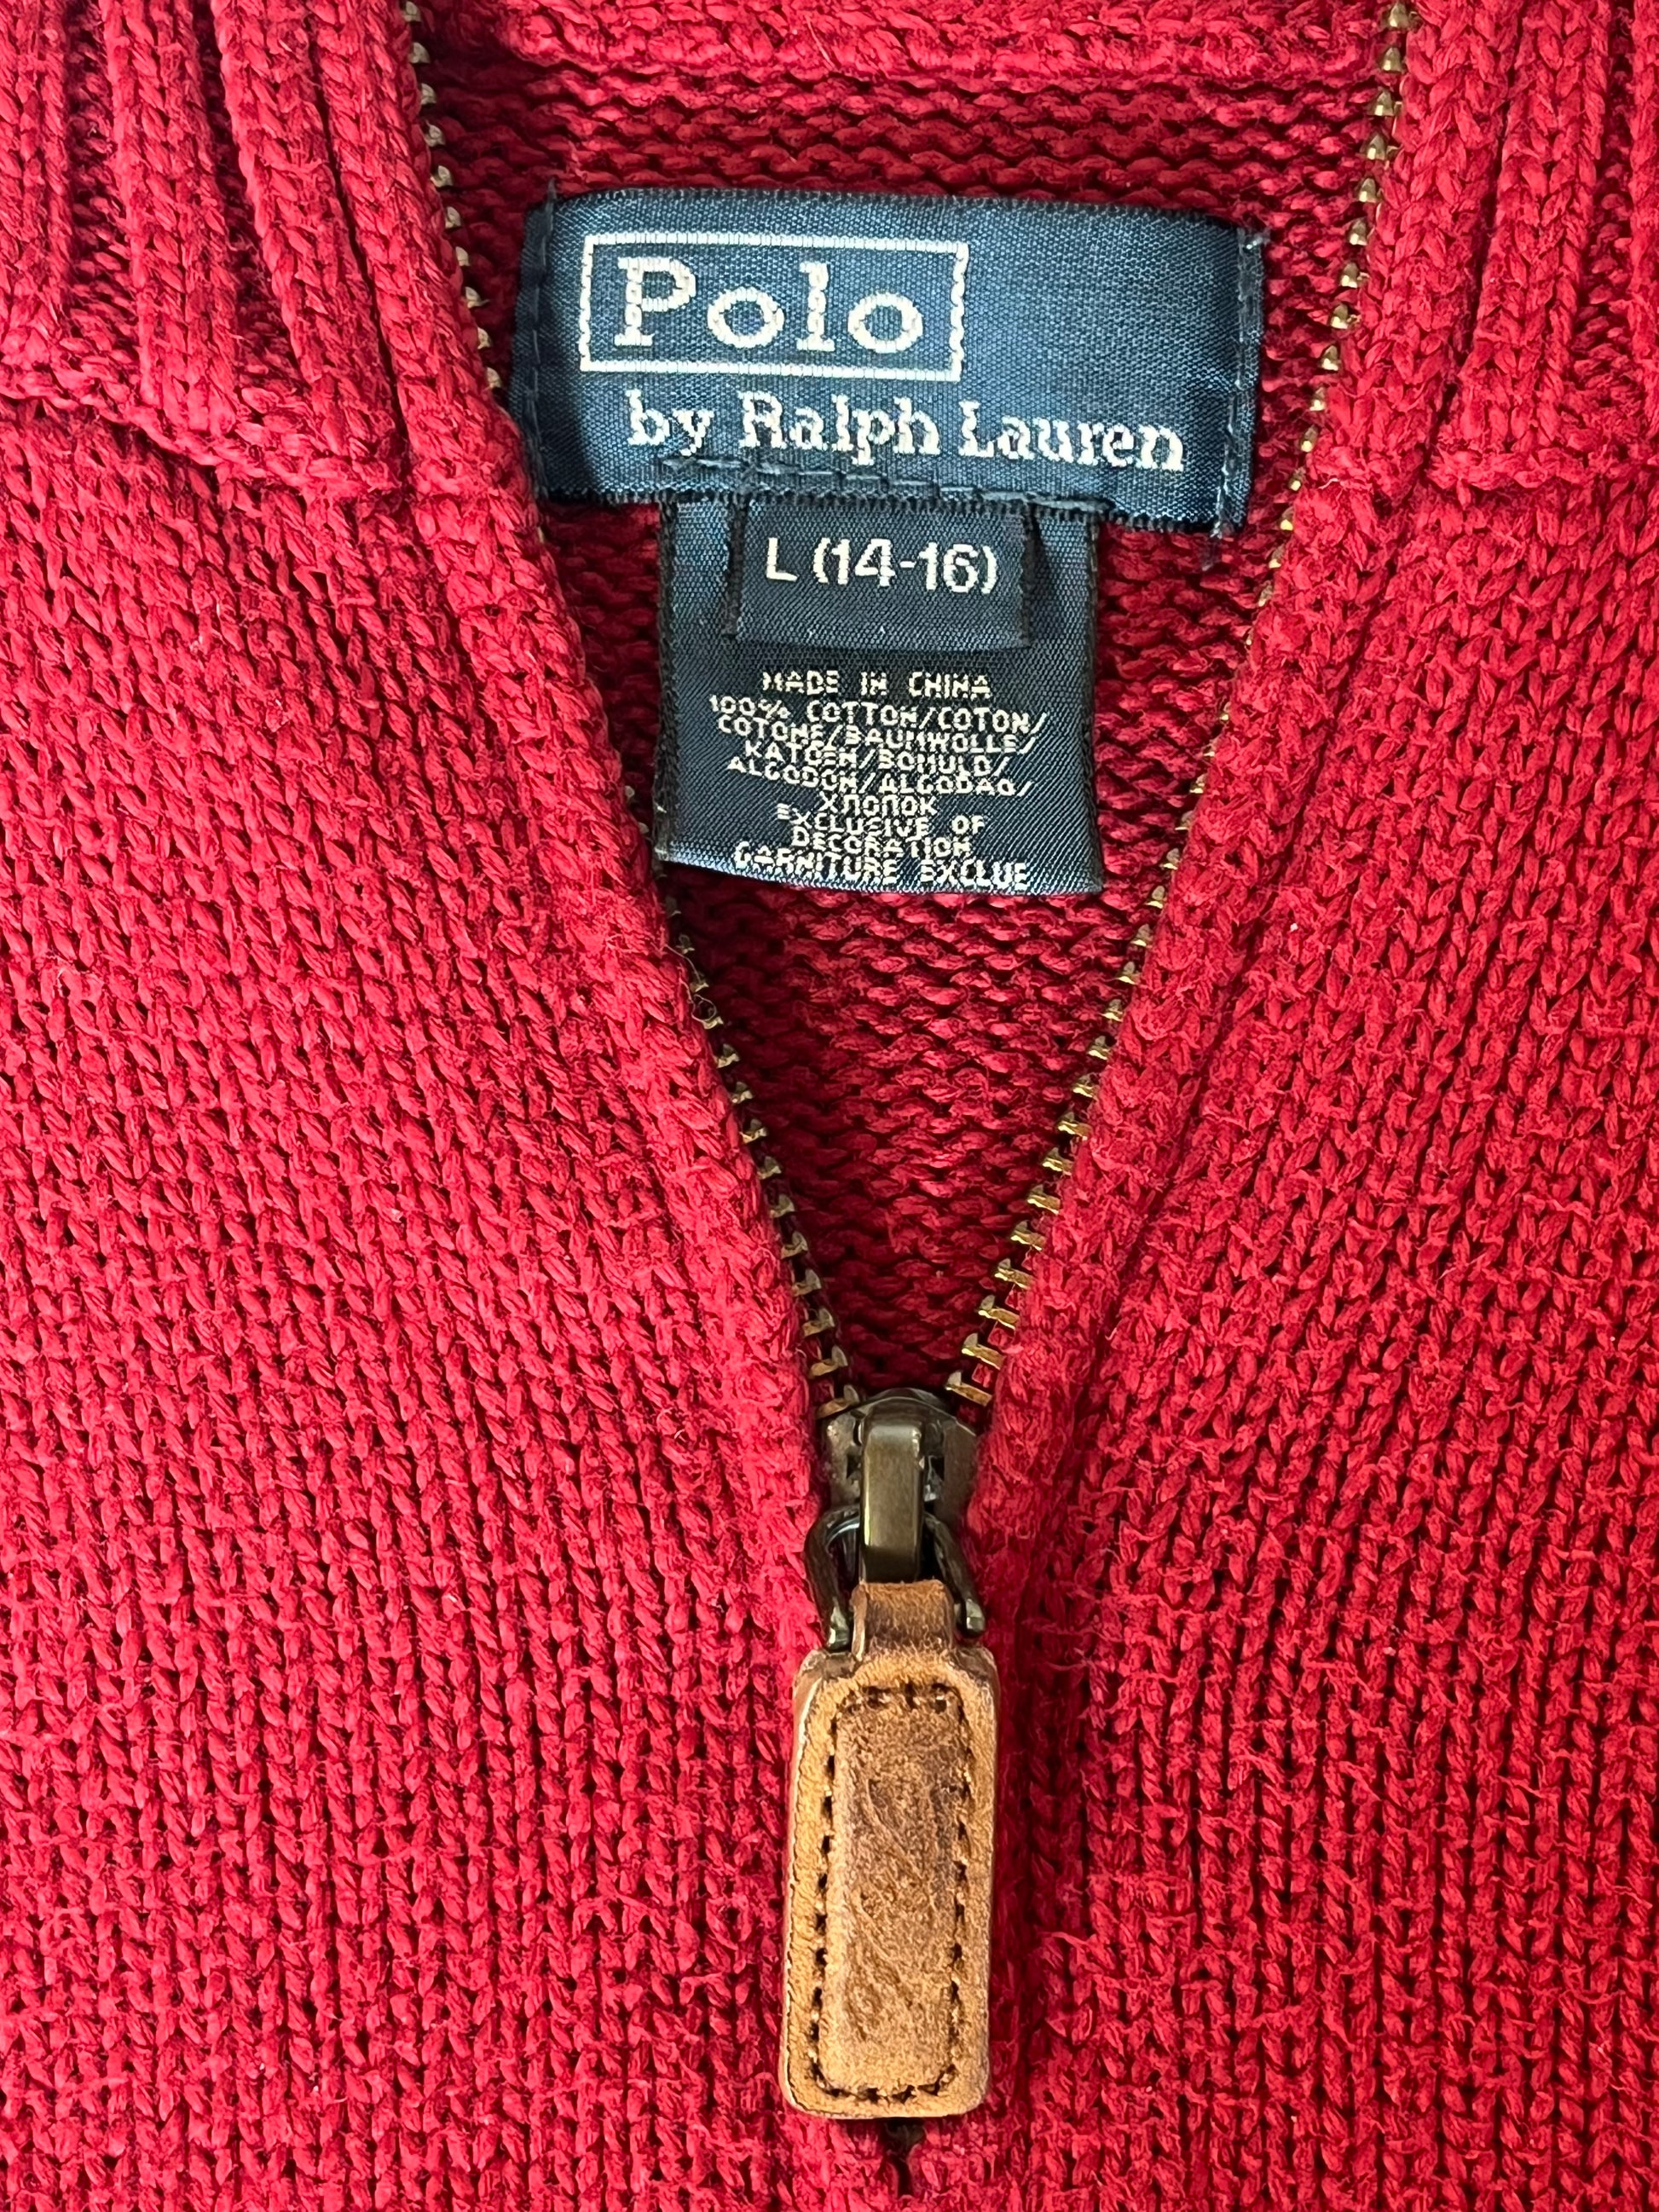 Polo
by Ralph Lauren
L (14-16)
MADE IN CHINA
100% COTTON/COTON/
COTONE/BAUMWOLLE/
KATOEN/BOMULD/
ALGODON/ALGODAO/
ХЛОПОК
EXCLUSIVE OF
DECORATION
GARNITURE EXCLUE